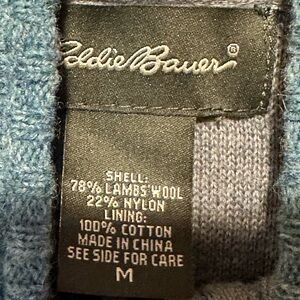 Eddie Bauer®
SHELL:
78% LAMBS'WOOL
22% NYLON
LINING:
100% COTTON
MADE IN CHINA
SEE SIDE FOR CARE
M